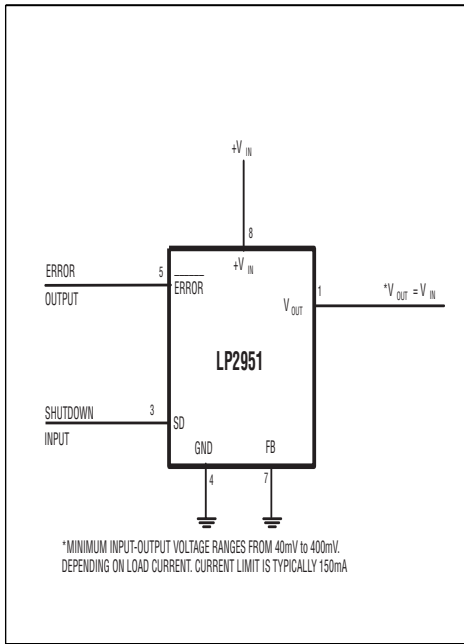 +V IN
8
+V IN
ERROR
5
ERROR
OUTPUT
1
V OUT
*V OUT = V IN
LP2951
SHUTDOWN
3
SD
INPUT
GND
FB
4
7
*MINIMUM INPUT-OUTPUT VOLTAGE RANGES FROM 40mV to 400mV.
DEPENDING ON LOAD CURRENT. CURRENT LIMIT IS TYPICALLY 150mA